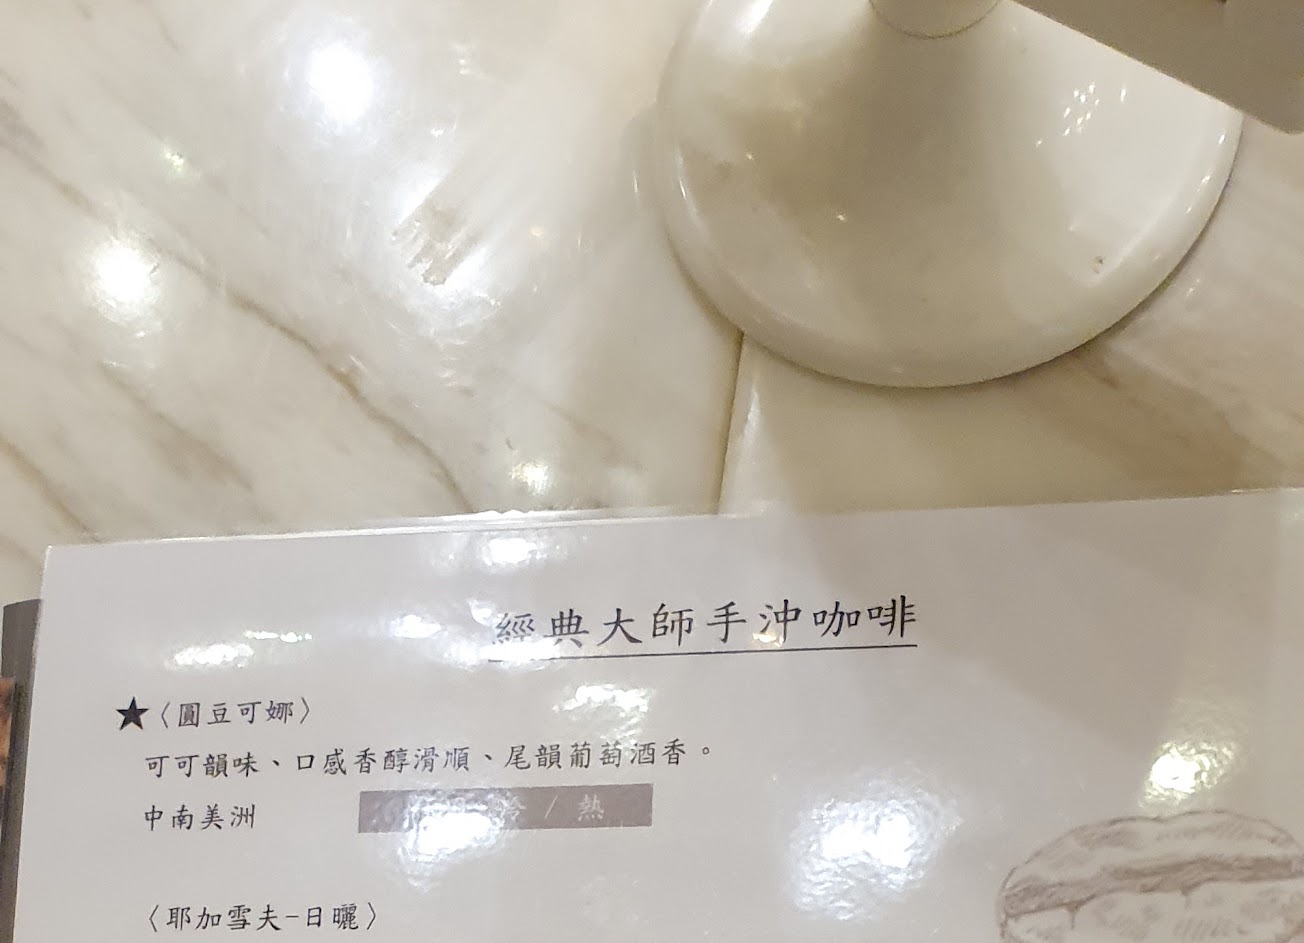 經典大師手沖咖啡
★〈圓豆可娜〉
可可韻味、口感香醇滑順、尾韻葡萄酒香。
中南美洲 冷 / 熱
〈耶加雪夫-日曬〉